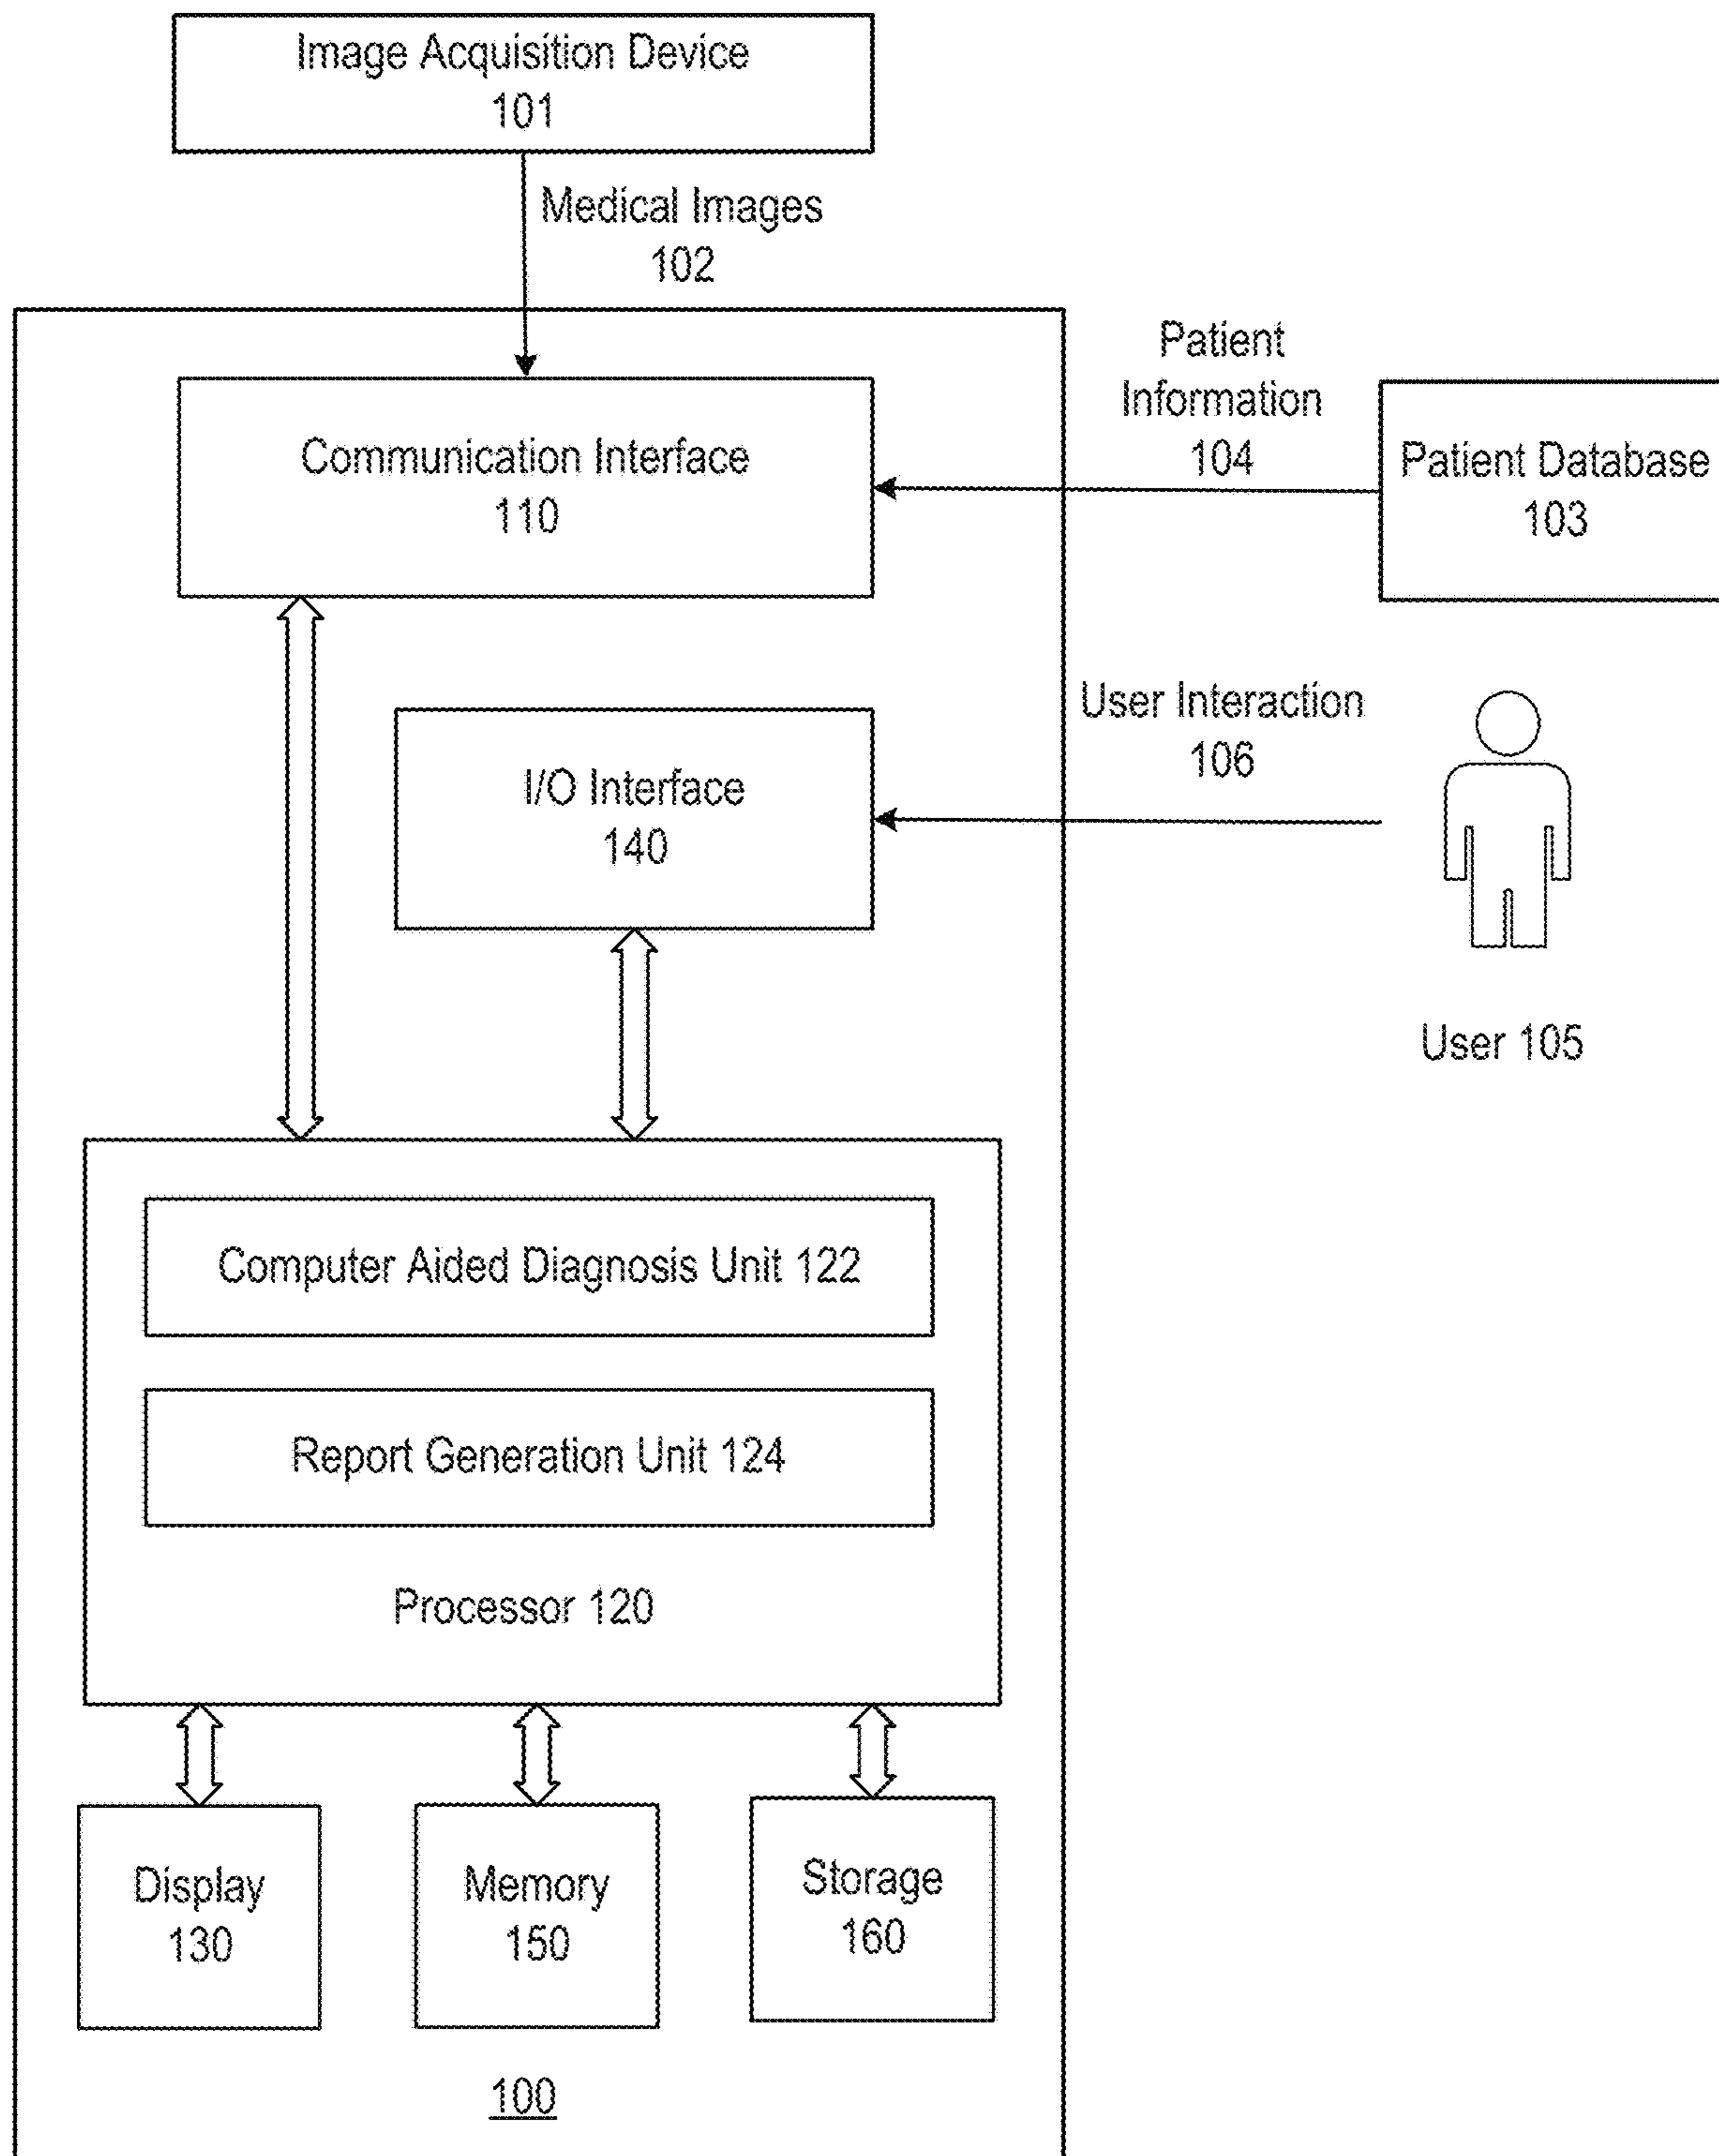 Image Acquisition Device
101
Medical Images
102
Patient
Information
104
Communication Interface
110
Patient Database
103
User Interaction
106
I/O Interface
140
User 105
Computer Aided Diagnosis Unit 122
Report Generation Unit 124
Processor 120
Display
130
Memory
150
Storage
160
100